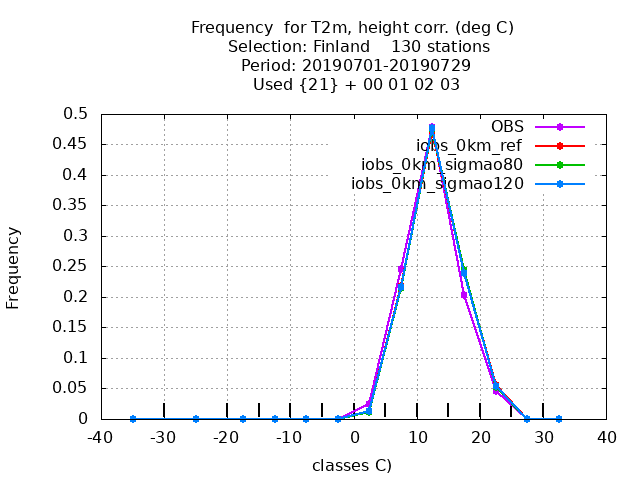 Frequency  for T2m, height corr. (deg C)
Selection: Finland    130 stations
Period: 20190701-20190729
Used {21} + 00 01 02 03
OBS
iobs_0km_ref
iobs_0km_sigmao80
iobs_0km_sigmao120
Frequency
0.5
0.45
0.4
0.35
0.3
0.25
0.2
0.15
0.1
0.05
0
-40 -30 -20 -10 0 10 20 30 40
classes C)